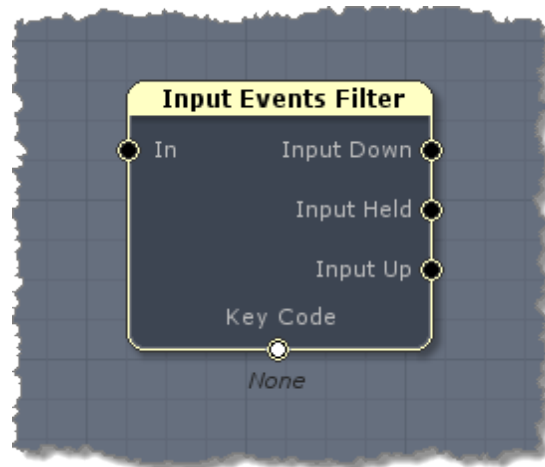 Input Events Filter
In Input Down
Input Held
Input Up
Key Code
None